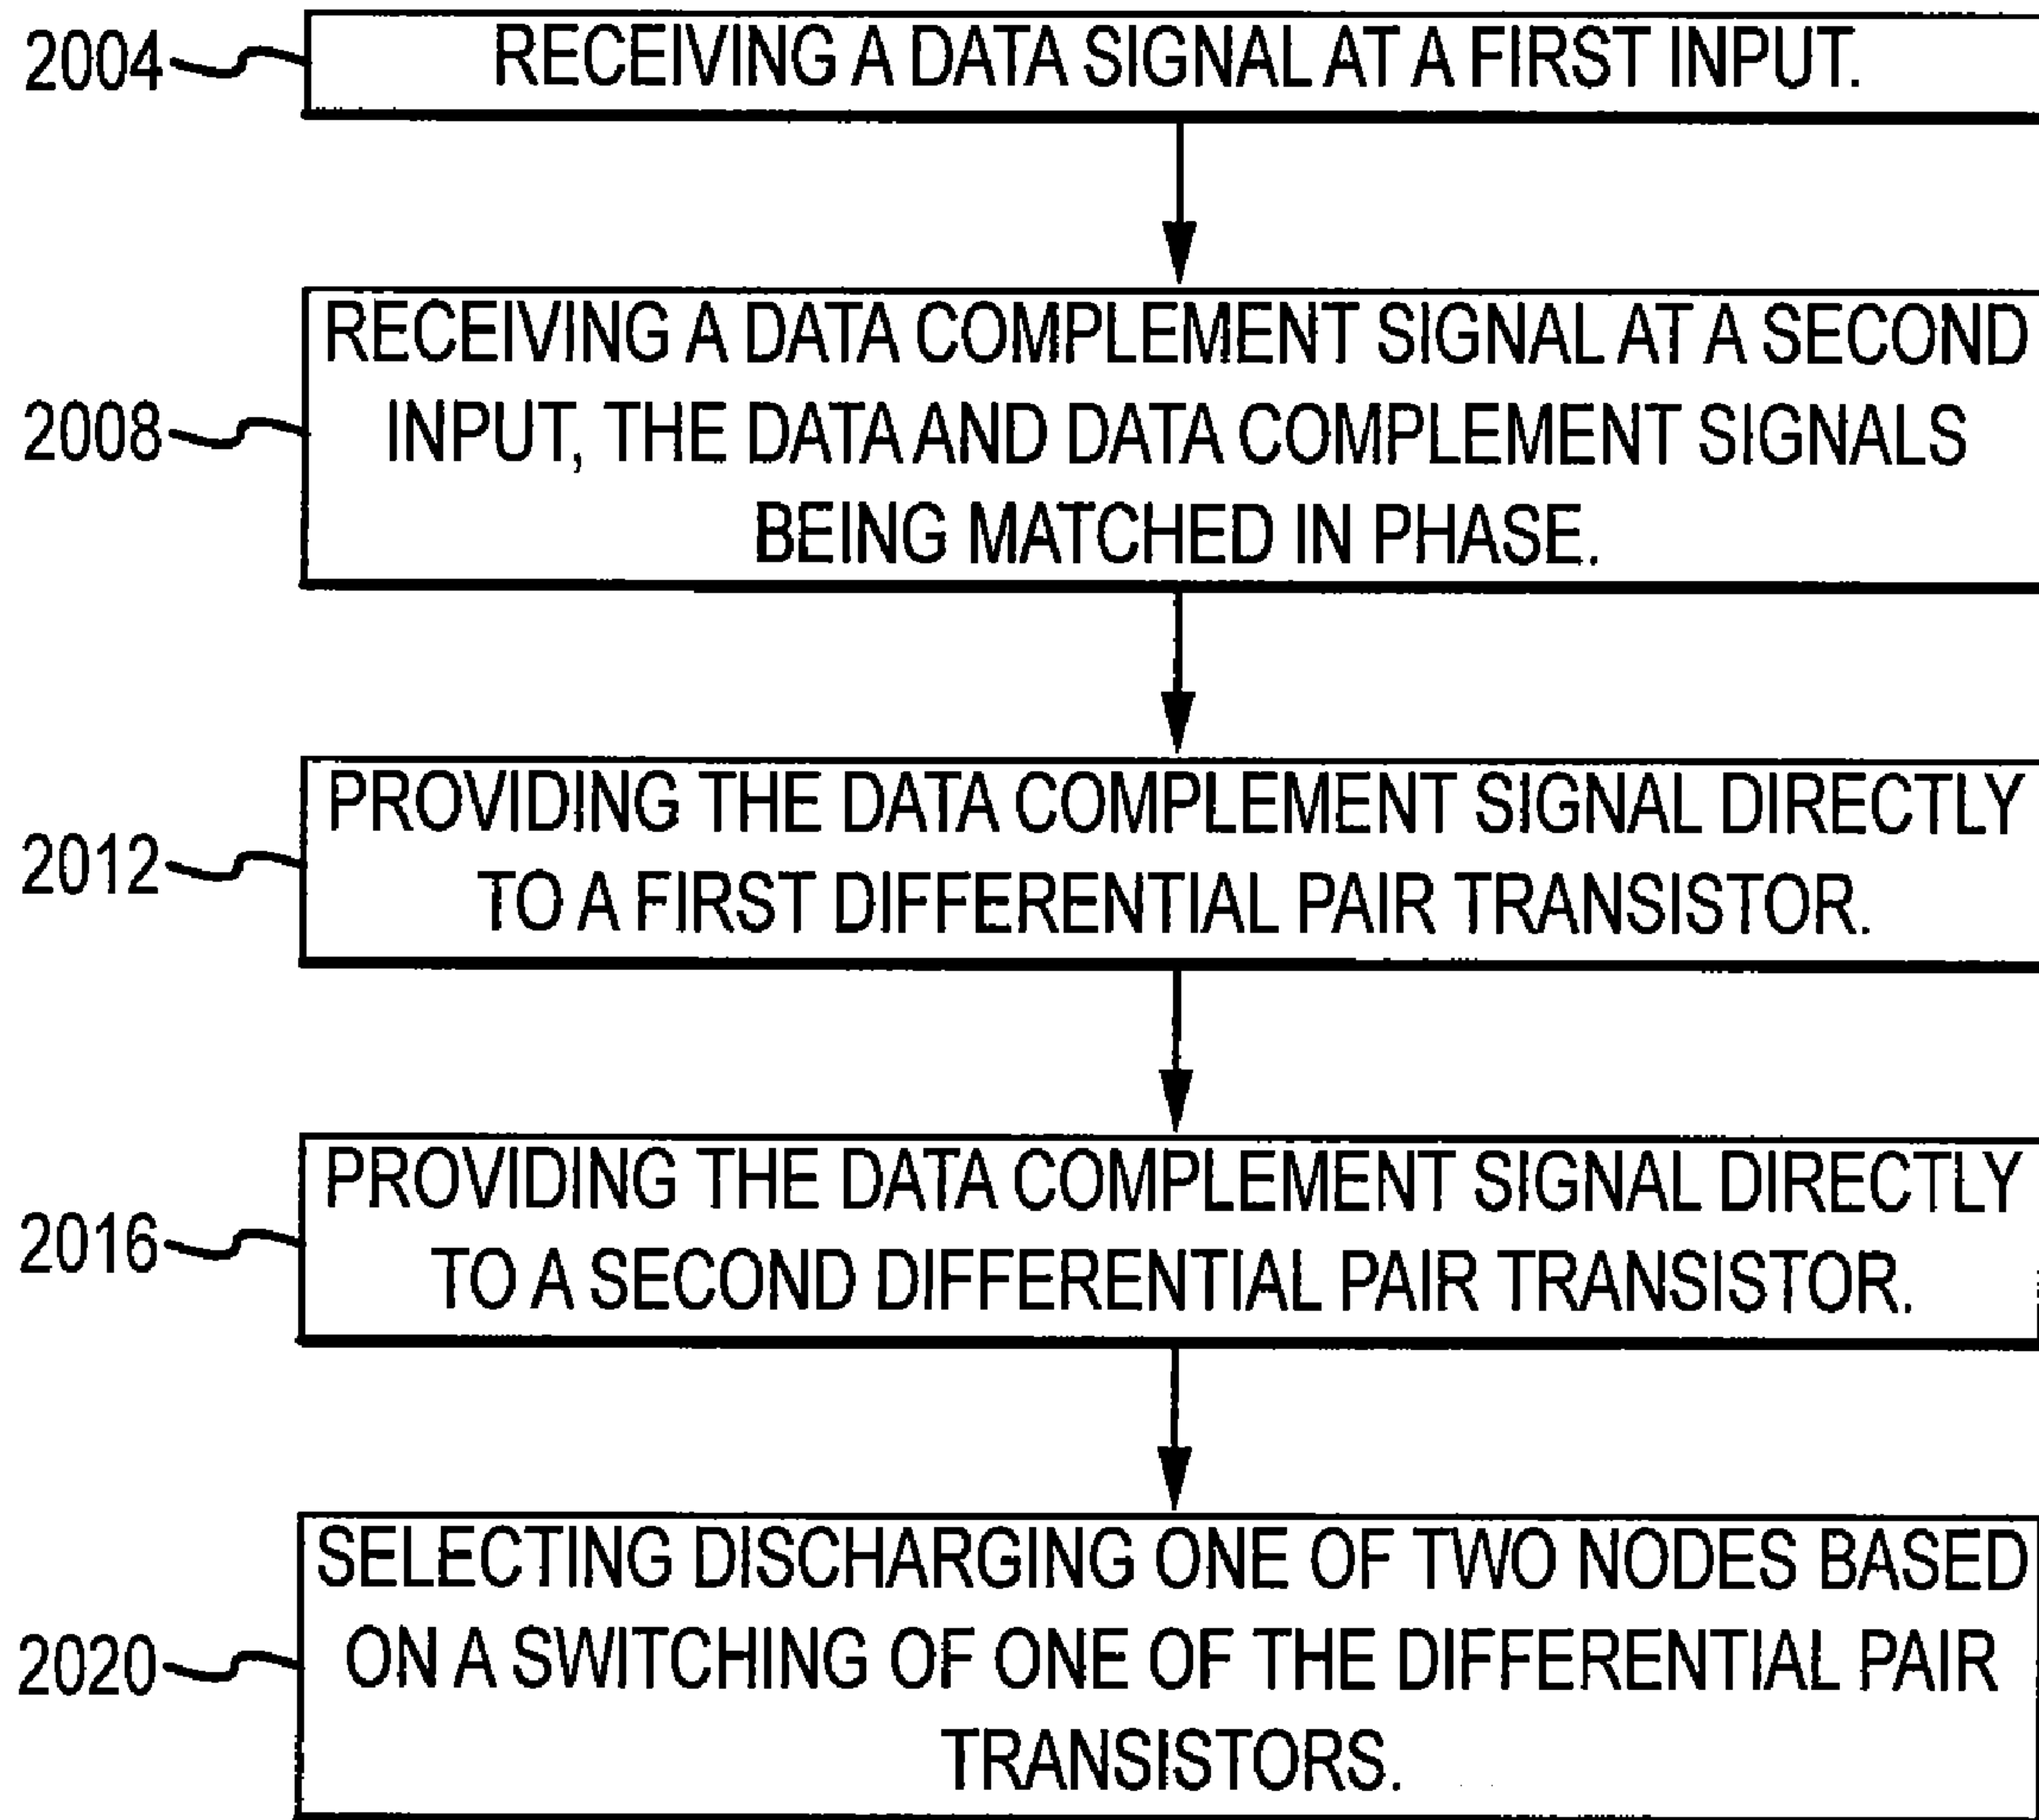 2004
RECEIVING A DATA SIGNAL AT A FIRST INPUT.
2008
RECEIVING A DATA COMPLEMENT SIGNAL AT A SECOND
INPUT, THE DATA AND DATA COMPLEMENT SIGNALS
BEING MATCHED IN PHASE.
2012
PROVIDING THE DATA COMPLEMENT SIGNAL DIRECTLY
TO A FIRST DIFFERENTIAL PAIR TRANSISTOR.
2016
PROVIDING THE DATA COMPLEMENT SIGNAL DIRECTLY
TO A SECOND DIFFERENTIAL PAIR TRANSISTOR.
2020
SELECTING DISCHARGING ONE OF TWO NODES BASED
ON A SWITCHING OF ONE OF THE DIFFERENTIAL PAIR
TRANSISTORS.